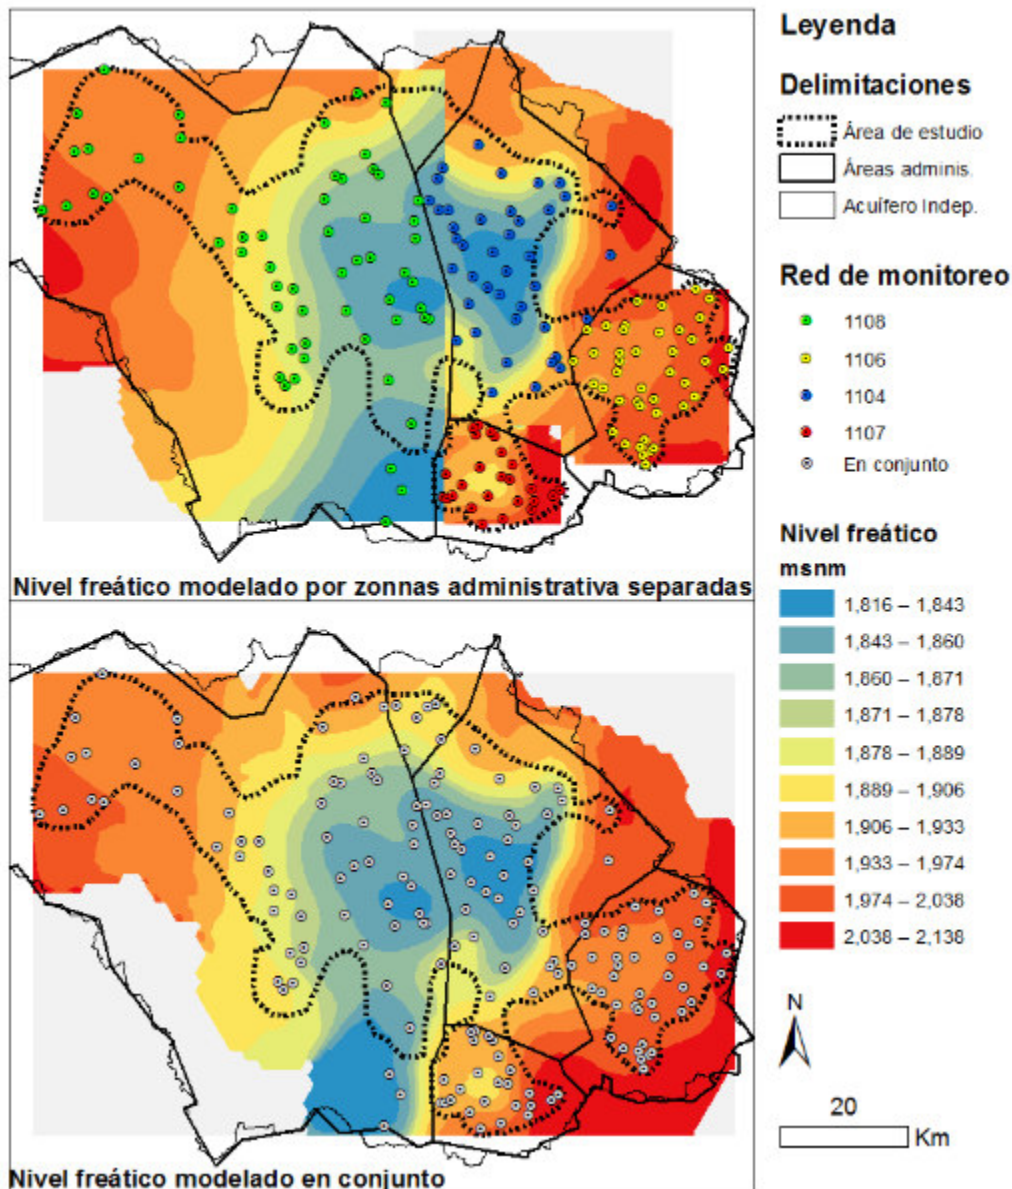 Nivel freático modelado por zonnas administrativa separadas
Nivel freático modelado en conjunto
Leyenda
Delimitaciones
Área de estudio
Áreas adminis.
Acuífero Indep.
Red de monitoreo
1108
1106
1104
1107
En conjunto
Nivel freático
msnm
1,816 – 1,843
1,843 – 1,860
1,860 – 1,871
1,871 – 1,878
1,878 – 1,889
1,889 – 1,906
1,906 – 1,933
1,933 – 1,974
1,974 – 2,038
2,038 – 2,138
N
20
Km